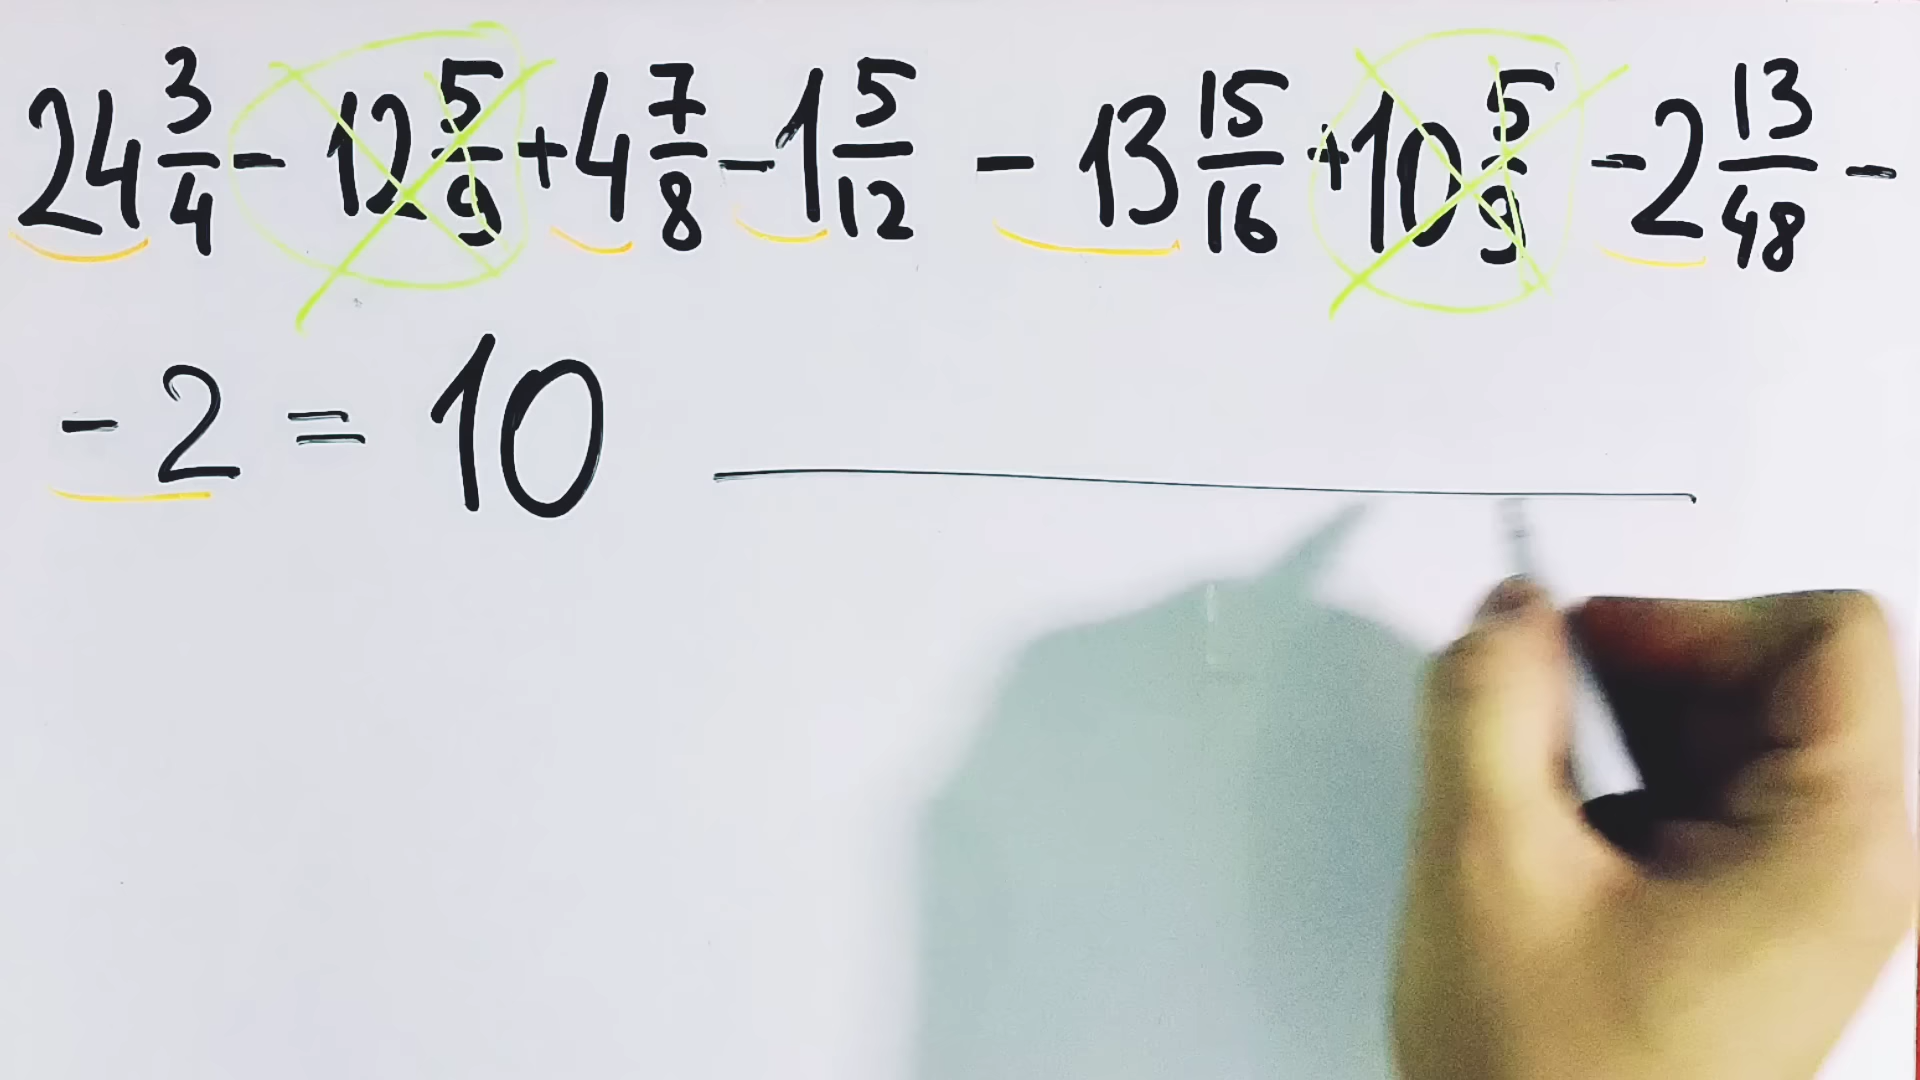 24 3/4 - 12 5/9 + 4 7/8 - 1 5/12 - 13 15/16 + 10 5/9 - 2 13/48 -
- 2 = 10